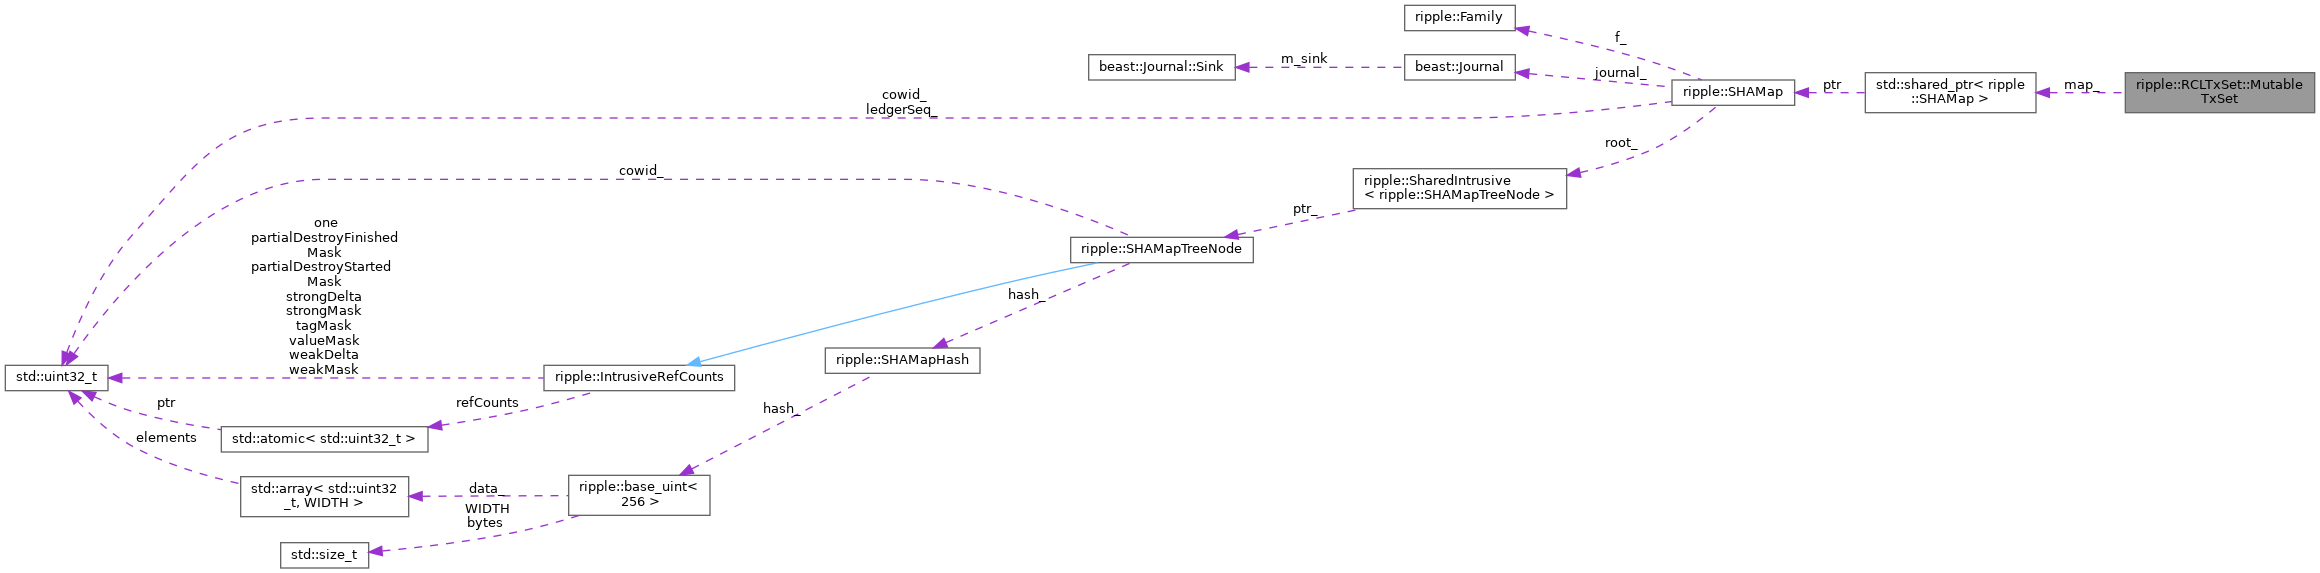 ripple::Family
f_
beast::Journal::Sink
m_sink
beast::Journal
journal_
ripple::SHAMap
ptr
std::shared_ptr< ripple
::SHAMap >
map_
ripple::RCLTxSet::Mutable
TxSet
cowid_
ledgerSeq_
root_
cowid_
ripple::SharedIntrusive
< ripple::SHAMapTreeNode >
ptr_
ripple::SHAMapTreeNode
one
partialDestroyFinished
Mask
partialDestroyStarted
Mask
strongDelta
strongMask
tagMask
valueMask
weakDelta
weakMask
hash_
ripple::SHAMapHash
std::uint32_t
ripple::IntrusiveRefCounts
ptr
refCounts
hash_
elements
std::atomic< std::uint32_t >
std::array< std::uint32
_t, WIDTH >
data_
ripple::base_uint<
256 >
WIDTH
bytes
std::size_t